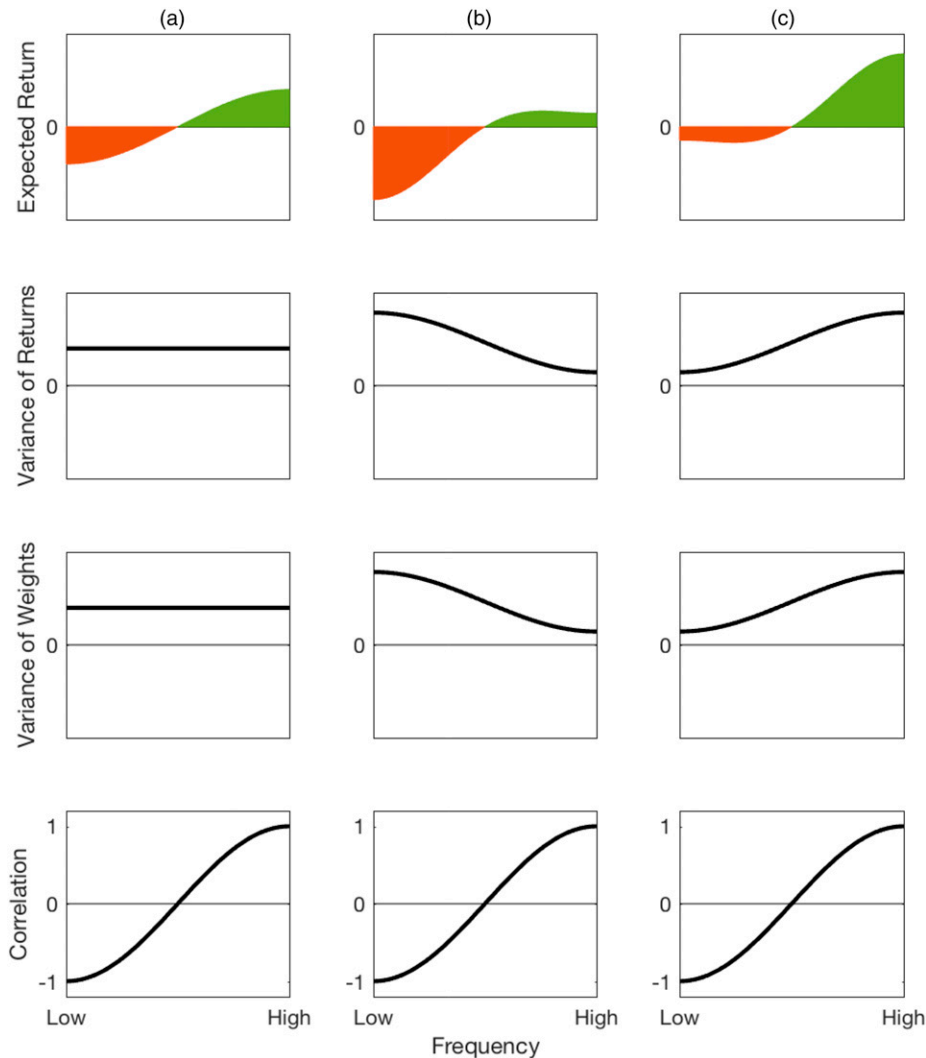 (a) (b) (c)
Expected Return
0 0 0
Variance of Returns
0 0 0
Variance of Weights
0 0 0
Correlation
1 1 1
0 0 0
-1 -1 -1
Low High Low High Low High
Frequency